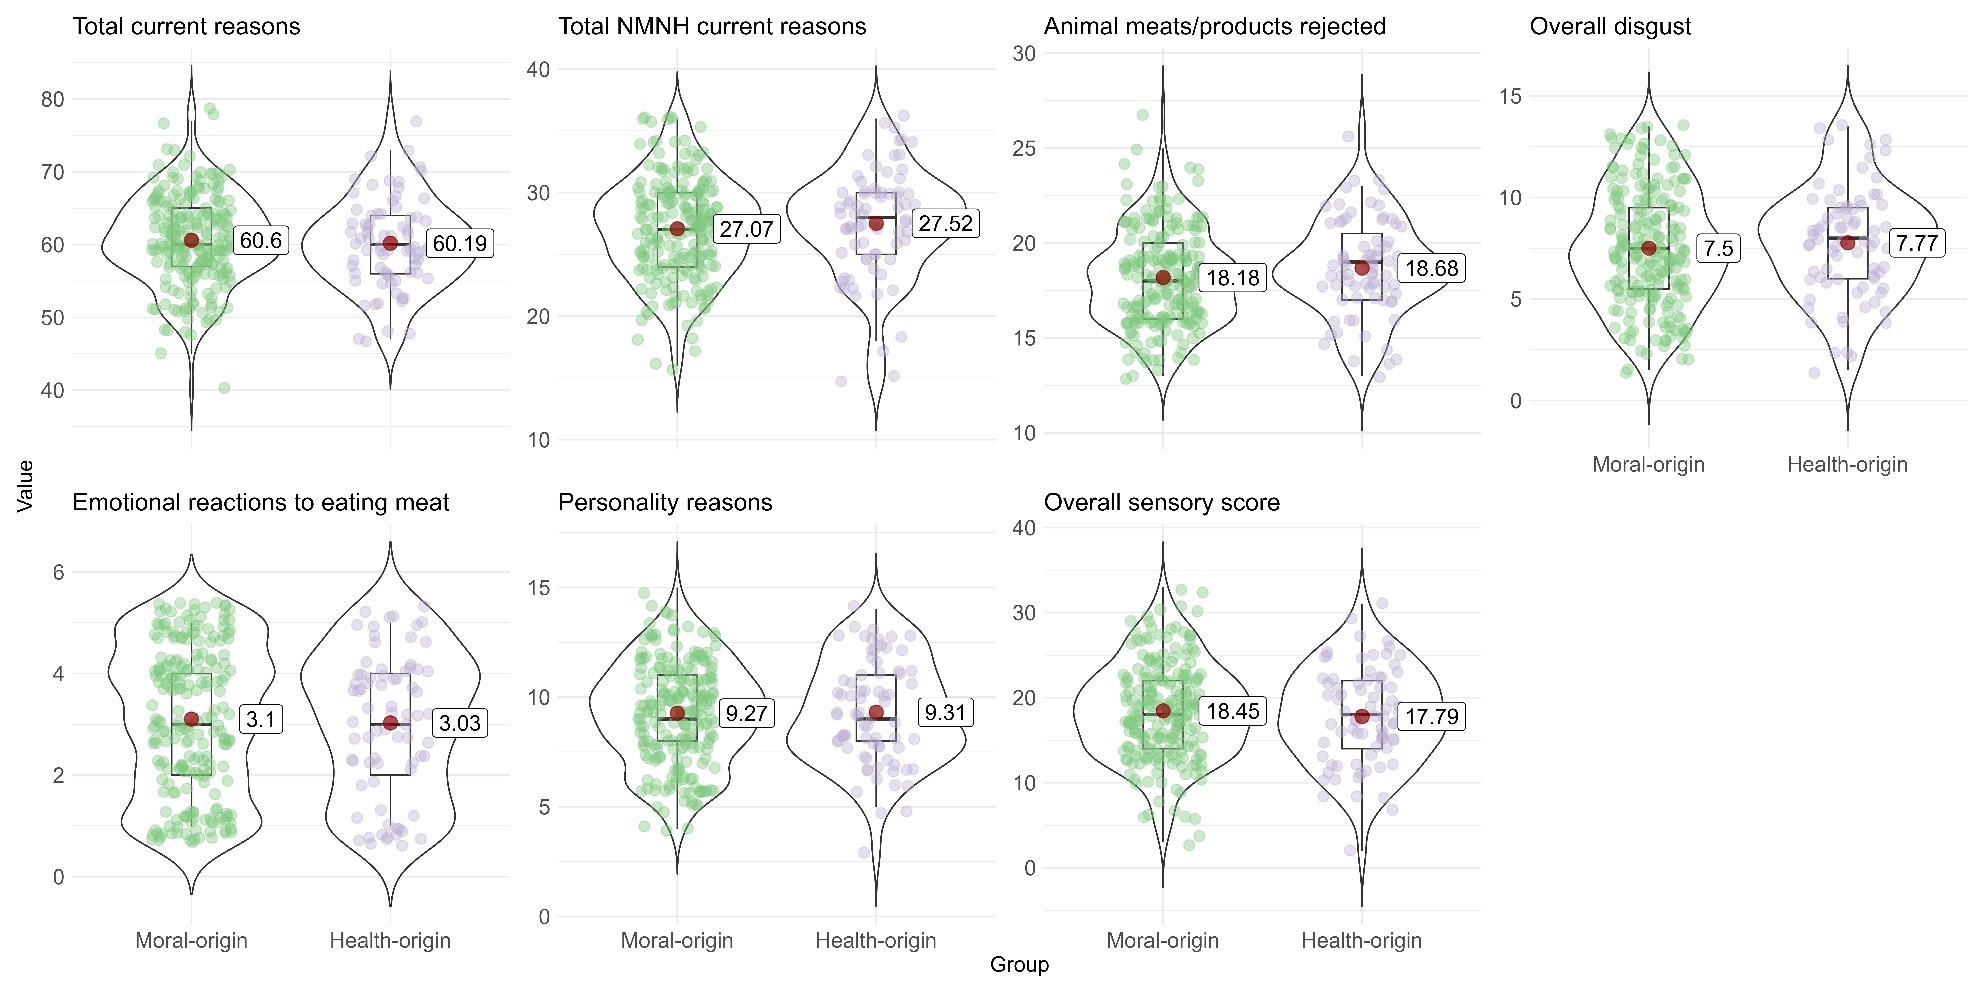 Total current reasons
Total NMNH current reasons
Animal meats/products rejected
Overall disgust
80
70
60
50
40
60.6
60.19
40
30
20
10
27.07
27.52
30
25
20
15
10
18.18
18.68
15
10
5
0
7.5
7.77
Moral-origin
Health-origin
Value
Emotional reactions to eating meat
Personality reasons
Overall sensory score
6
4
2
0
3.1
3.03
Moral-origin
Health-origin
15
10
5
0
9.27
9.31
Moral-origin
Health-origin
40
30
20
10
0
18.45
17.79
Moral-origin
Health-origin
Group